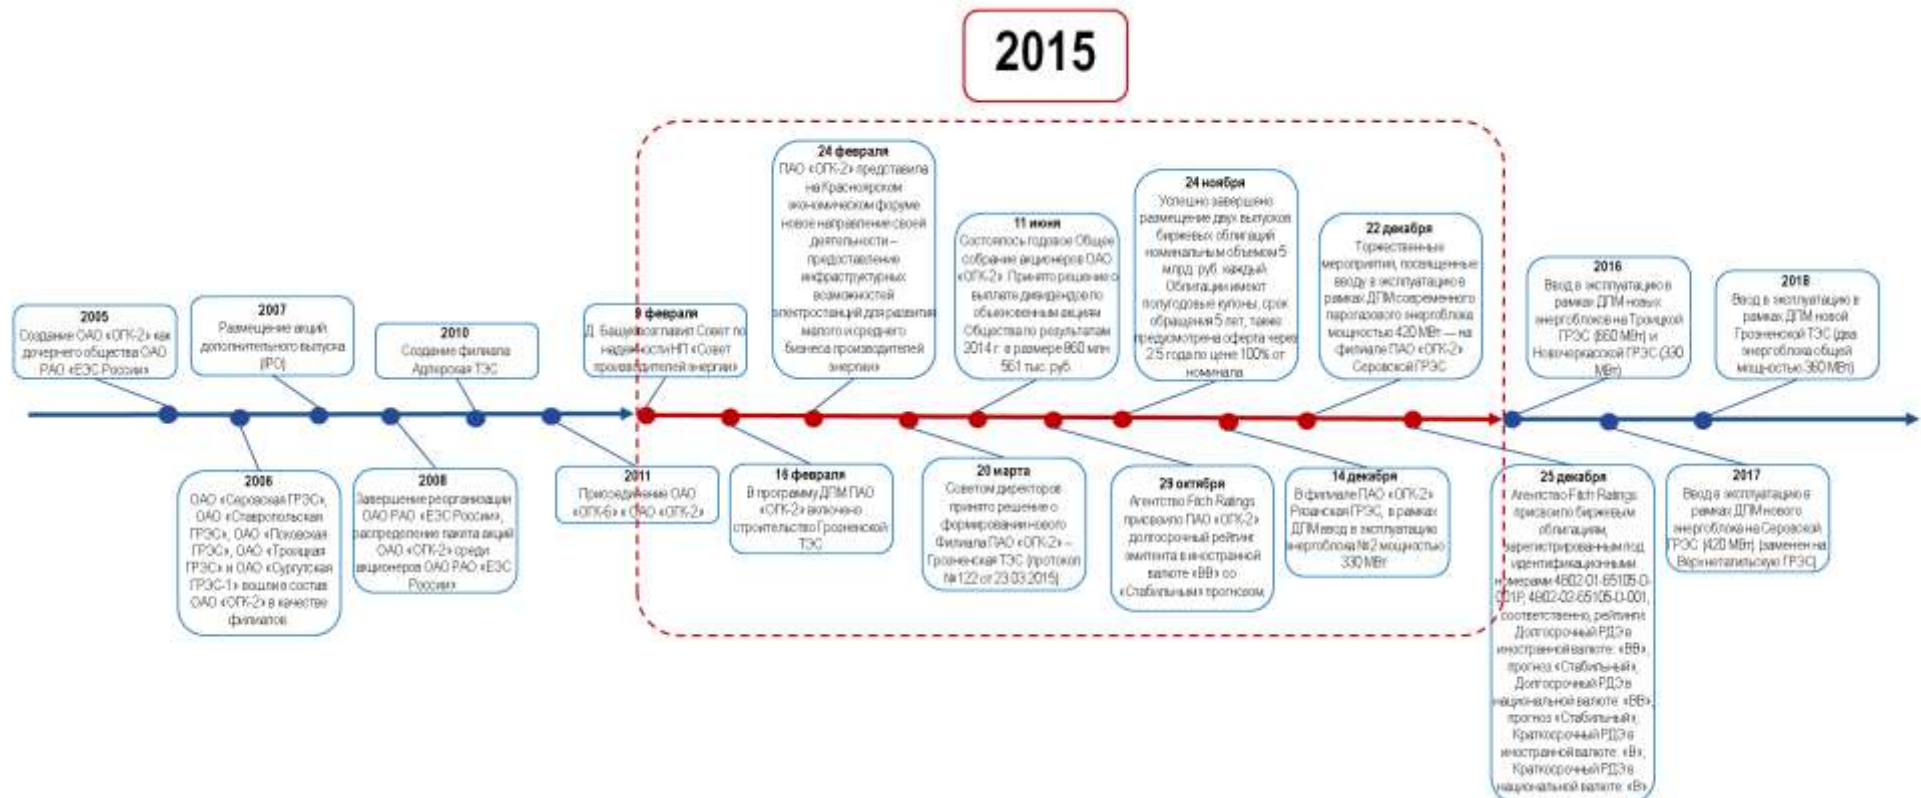 2015
2005
Создание ОАО «ОГК-2» как
дочернего общества ОАО
РАО «ЕЭС России»
2007
Размещение акций
дополнительного выпуска
(IPO)
2010
Создание филиала
Адлерская ТЭС
9 февраля
Д. Башук возглавил Совет по
надежности НП «Совет
производителей энергии»
24 февраля
ПАО «ОГК-2» представила
на Красноярском
экономическом форуме
новое направление своей
деятельности –
предоставление
инфраструктурных
возможностей
электростанций для развития
малого и среднего
бизнеса производителей
энергии»
11 июня
Состоялось годовое Общее
собрание акционеров ОАО
«ОГК-2». Принято решение о
выплате дивидендов по
обыкновенным акциям
Общества по результатам
2014 г. в размере 860 млн
561 тыс. руб.
24 ноября
Успешно завершено
размещение двух выпусков
биржевых облигаций
номинальным объемом 5
млрд. руб. каждый.
Облигации имеют
полугодовые купоны, срок
обращения 5 лет, также
предусмотрена оферта через
2.5 года по цене 100% от
номинала
22 декабря
Торжественные
мероприятия, посвященные
вводу в эксплуатацию в
рамках ДПМ современного
парогазового энергоблока
мощностью 420 МВт — на
филиале ПАО «ОГК-2»
Серовской ГРЭС
2016
Ввод в эксплуатацию в
рамках ДПМ новых
энергоблоков на Троицкой
ГРЭС (660 МВт) и
Новочеркасской ГРЭС (330
МВт)
2018
Ввод в эксплуатацию в
рамках ДПМ новой
Грозненской ТЭС (два
энергоблока общей
мощностью 360 МВт)
2006
ОАО «Серовская ГРЭС»,
ОАО «Ставропольская
ГРЭС», ОАО «Псковская
ГРЭС», ОАО «Троицкая
ГРЭС» и ОАО «Сургутская
ГРЭС-1» вошли в состав
ОАО «ОГК-2» в качестве
филиалов
2008
Завершение реорганизации
ОАО РАО «ЕЭС России»,
распределение пакета акций
ОАО «ОГК-2» среди
акционеров ОАО РАО «ЕЭС
России»
2011
Присоединение ОАО
«ОГК-6» к ОАО «ОГК-2»
16 февраля
В программу ДПМ ПАО
«ОГК-2» включено
строительство Грозненской
ТЭС
20 марта
Советом директоров
принято решение о
формировании нового
Филиала ПАО «ОГК-2» –
Грозненская ТЭС (протокол
№ 122 от 23.03.2015)
29 октября
Агентство Fitch Ratings
присвоило ПАО «ОГК-2»
долгосрочный рейтинг
эмитента в иностранной
валюте «BB» со
«Стабильным» прогнозом
14 декабря
В филиале ПАО «ОГК-2»
Рязанская ГРЭС, в рамках
ДПМ ввод в эксплуатацию
энергоблока № 2 мощностью
330 МВт
25 декабря
Агентство Fitch Ratings
присвоило биржевым
облигациям,
зарегистрированным под
идентификационными
номерами 4B02-01-65105-D-
001P, 4B02-02-65105-D-001,
соответственно, рейтинги:
Долгосрочный РДЭ в
иностранной валюте: «BB»,
прогноз «Стабильный»,
Долгосрочный РДЭ в
национальной валюте: «BB»,
прогноз «Стабильный»,
Краткосрочный РДЭ в
иностранной валюте: «B»,
Краткосрочный РДЭ в
национальной валюте: «B»
2017
Ввод в эксплуатацию в
рамках ДПМ нового
энергоблока на Серовской
ГРЭС (420 МВт) (заменен на
Верхнетагильскую ГРЭС)